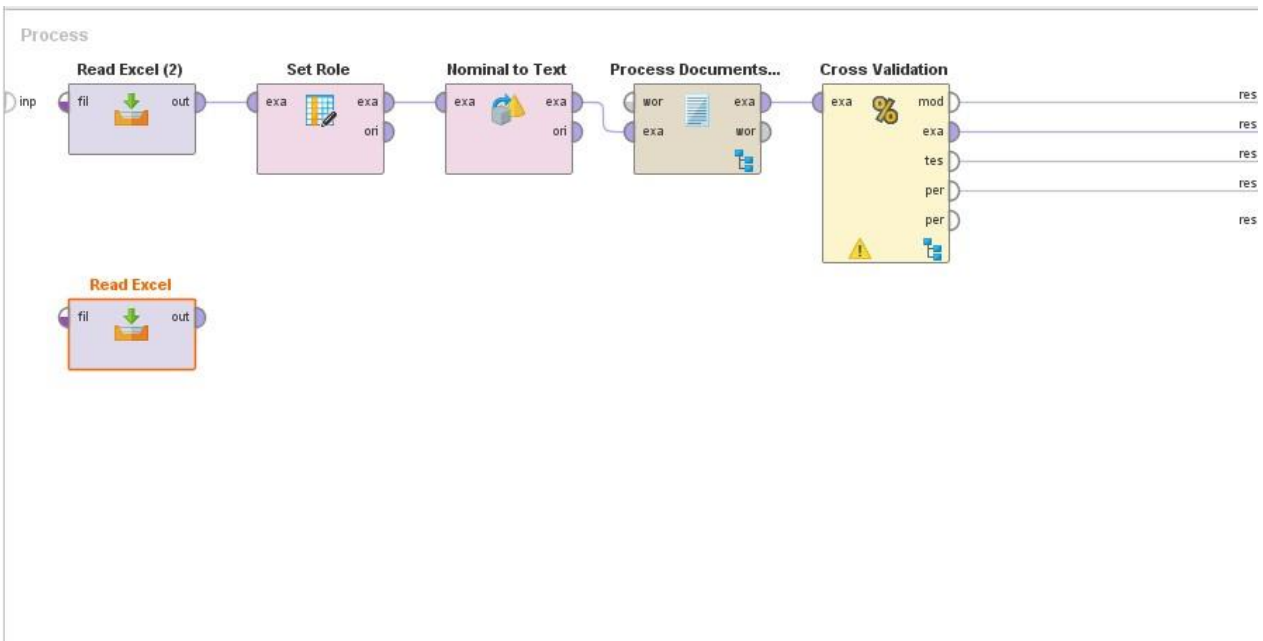 Process
Read Excel (2)
Set Role
Nominal to Text
Process Documents...
Cross Validation
inp
fil
out
exa
exa
exa
exa
wor
exa
exa
mod
res
ori
ori
exa
wor
exa
res
tes
res
per
res
per
res
Read Excel
fil
out